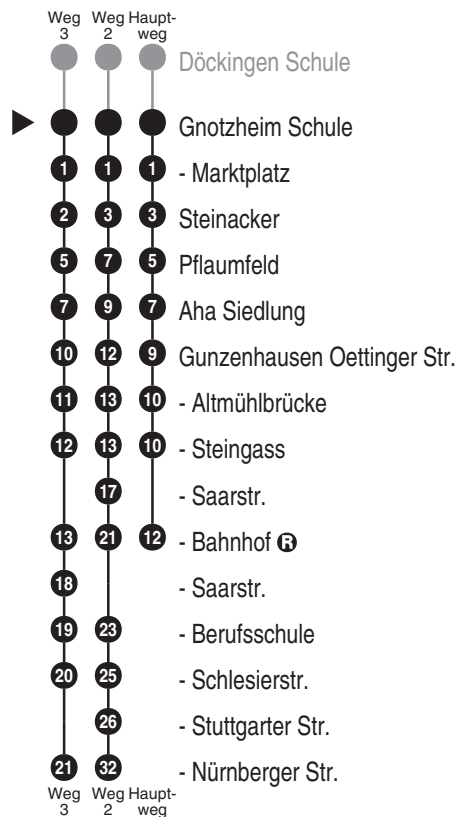 Weg Weg Haupt-
3 2 weg
Döckingen Schule
Gnotzheim Schule
1 1 1 - Marktplatz
2 3 3 Steinacker
5 7 5 Pflaumfeld
7 9 7 Aha Siedlung
10 12 9 Gunzenhausen Oettinger Str.
11 13 10 - Altmühlbrücke
12 13 10 - Steingass
17 - Saarstr.
13 21 12 - Bahnhof R
18 - Saarstr.
19 23 - Berufsschule
20 25 - Schlesierstr.
26 - Stuttgarter Str.
21 32 - Nürnberger Str.
Weg Weg Haupt-
3 2 weg